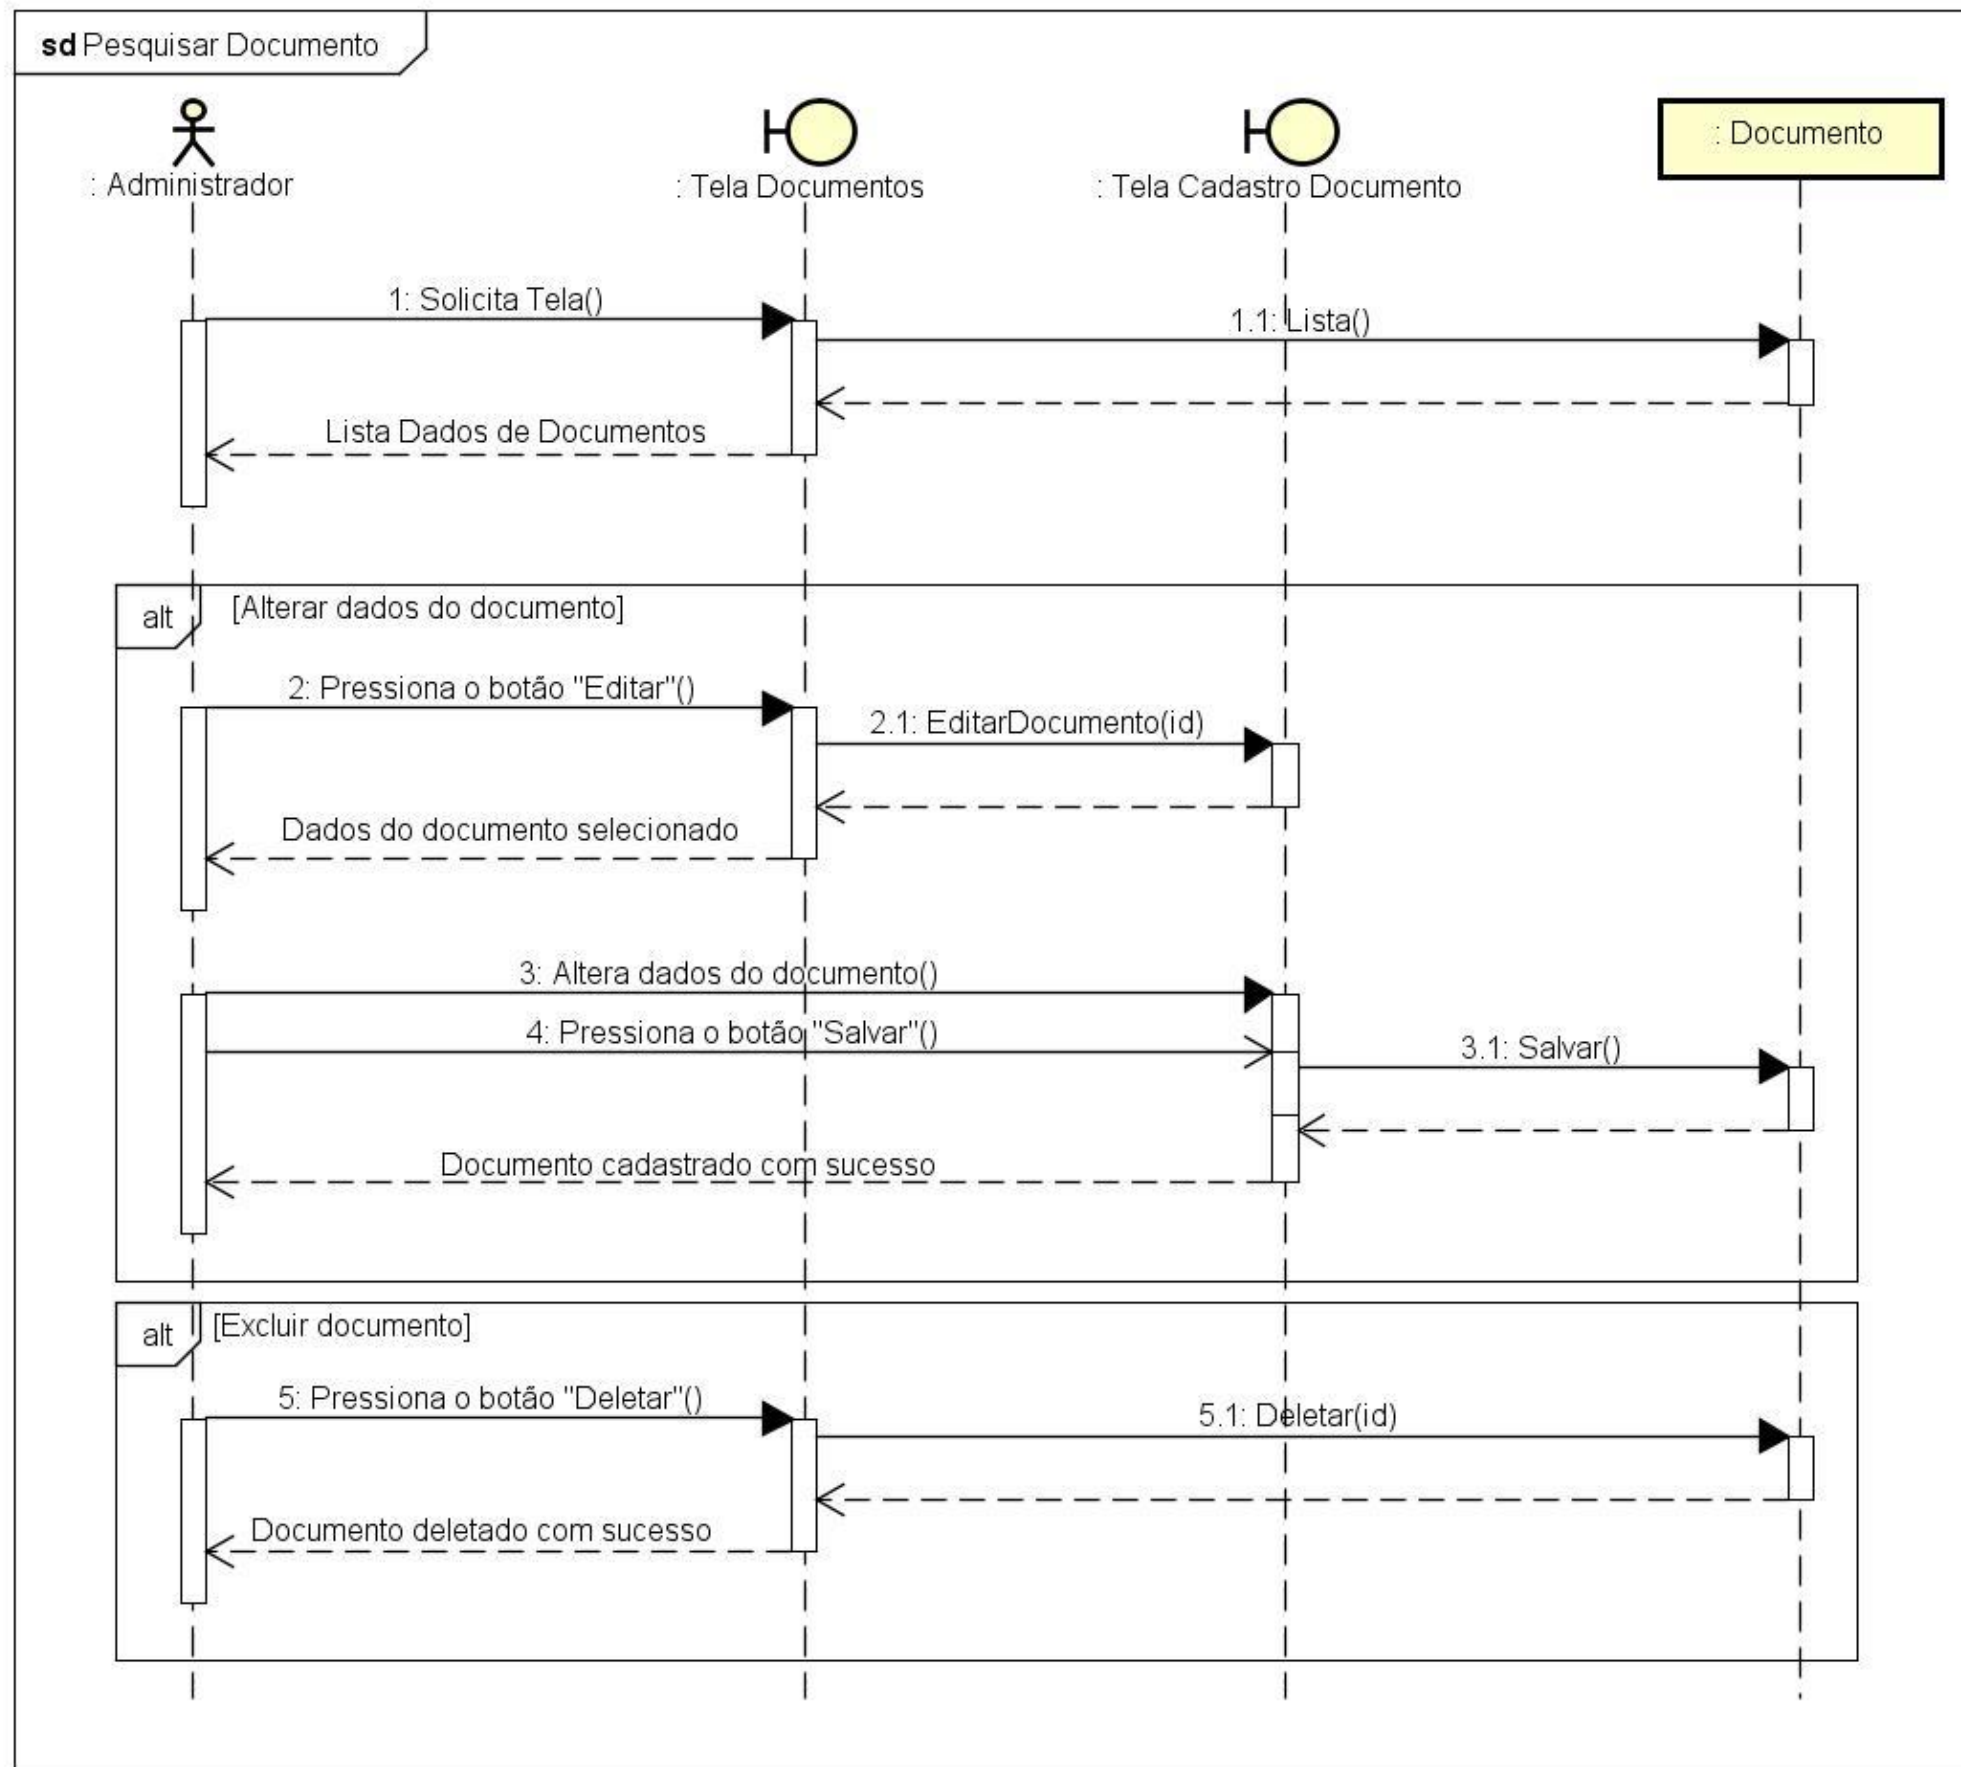 sd Pesquisar Documento
: Administrador
: Tela Documentos
: Tela Cadastro Documento
: Documento
1: Solicita Tela()
1.1: Lista()
Lista Dados de Documentos
alt
[Alterar dados do documento]
2: Pressiona o botão "Editar"()
2.1: EditarDocumento(id)
Dados do documento selecionado
3: Altera dados do documento()
4: Pressiona o botão "Salvar"()
3.1: Salvar()
Documento cadastrado com sucesso
alt
[Excluir documento]
5: Pressiona o botão "Deletar"()
5.1: Deletar(id)
Documento deletado com sucesso